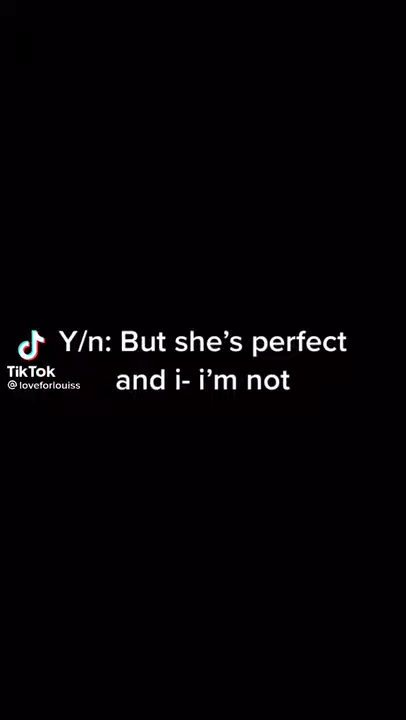 Y/n: But she’s perfect
and i- i’m not
TikTok
@loveforlouiss